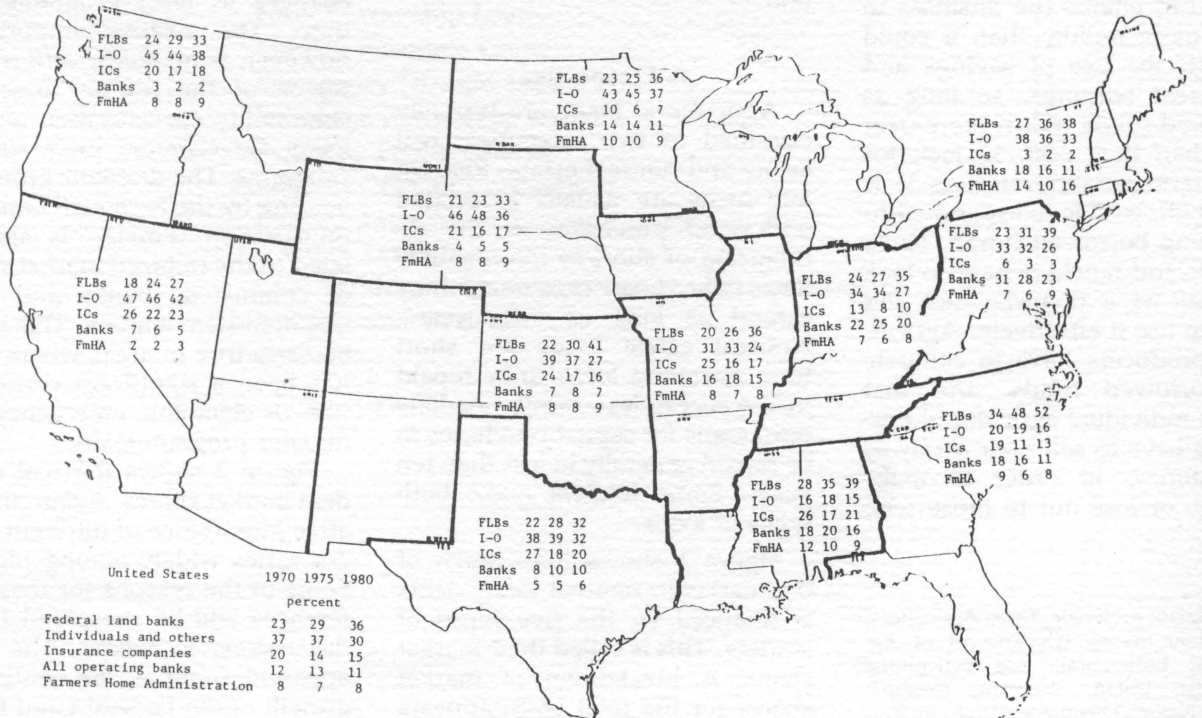 FLBs 24 29 33
I-O 45 44 38
ICs 20 17 18
Banks 3 2 2
FmHA 8 8 9
FLBs 23 25 36
I-O 43 45 37
ICs 10 6 7
Banks 14 14 11
FmHA 10 10 9
MAINE
FLBs 27 36 38
I-O 38 36 33
ICs 3 2 2
Banks 18 16 11
FmHA 14 10 16
FLBs 21 23 33
I-O 46 48 36
ICs 21 16 17
Banks 4 5 5
FmHA 8 8 8
FLBs 23 31 39
I-O 33 32 26
ICs 6 3 3
Banks 31 28 23
FmHA 7 6
FLBs 18 24 27
I-O 47 46 42
ICs 26 22 23
Banks 7 6 5
FmHA 2 2 3
FLBs 24 27 35
I-O 34 34 27
ICs 13 8 10
Banks 22 25 20
FmHA 7 6 8
FLBs 22 30 41
I-O 39 37 27
ICs 24 17 16
Banks 7 8 7
FmHA 8 8 9
FLBs 20 26 36
I-O 31 33 24
ICs 25 16 17
Banks 16 18 15
FmHA 8 7 8
FLBs 34 48 52
I-O 20 19 16
ICs 19 11 13
Banks 18 16 11
FmHA 9 6 8
FLBs 28 35 39
I-O 16 18 15
ICs 26 17 21
Banks 18 20 16
FmHA 12 10 9
FLBs 22 28 32
I-O 38 39 32
ICs 27 18 20
Banks 8 10 10
FmHA 5 5 6
United States 1970 1975 1980
percent
Federal land banks 23 29 36
Individuals and others 37 37 30
Insurance companies 20 14 15
All operating banks 12 13 11
Farmers Home Administration 8 7 8